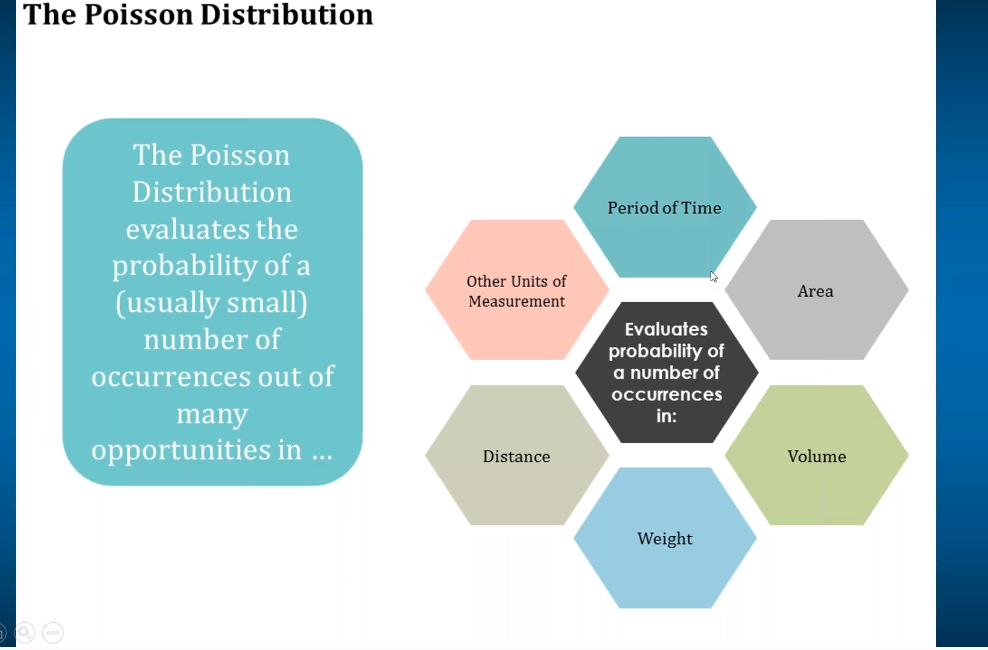 The Poisson Distribution
The Poisson
Distribution
evaluates the
probability of a
(usually small)
number of
occurrences out of
many
opportunities in ...
Period of Time
Other Units of
Measurement
Area
Evaluates
probability of
a number of
occurrences
in:
Distance
Volume
Weight